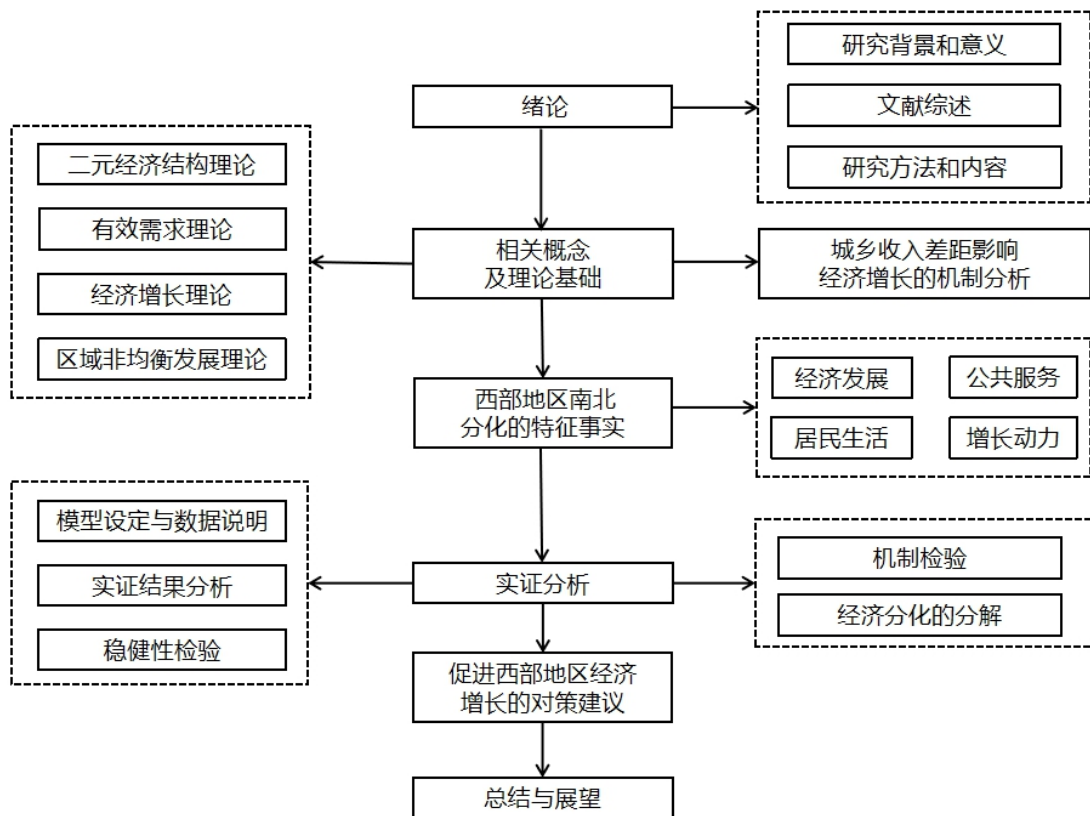 绪论
研究背景和意义
文献综述
研究方法和内容
二元经济结构理论
有效需求理论
经济增长理论
区域非均衡发展理论
相关概念
及理论基础
城乡收入差距影响
经济增长的机制分析
西部地区南北
分化的特征事实
经济发展
公共服务
居民生活
增长动力
模型设定与数据说明
实证结果分析
稳健性检验
实证分析
机制检验
经济分化的分解
促进西部地区经济
增长的对策建议
总结与展望